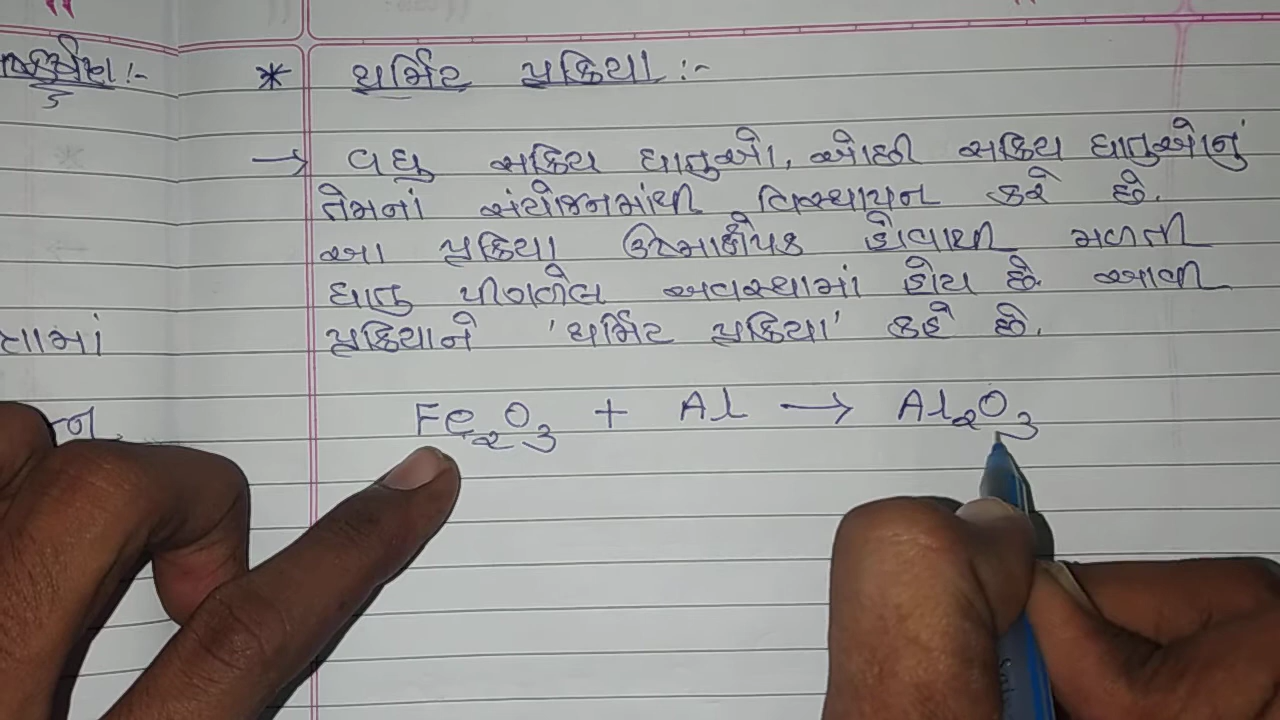 * થર્મિટ પ્રક્રિયા :-
→ વધુ સક્રિય ધાતુઓ, ઓછી સક્રિય ધાતુઓનું
તેમનાં સંયોજનમાંથી વિસ્થાપન કરે છે.
આ પ્રક્રિયા ઉષ્માક્ષેપક હોવાથી મળતી
ધાતુ પીગળેલ અવસ્થામાં હોય છે આવી
તામાં
પ્રક્રિયાને 'થર્મિટ પ્રક્રિયા' કહે છે.
Fe₂O₃ + Al → Al₂O₃